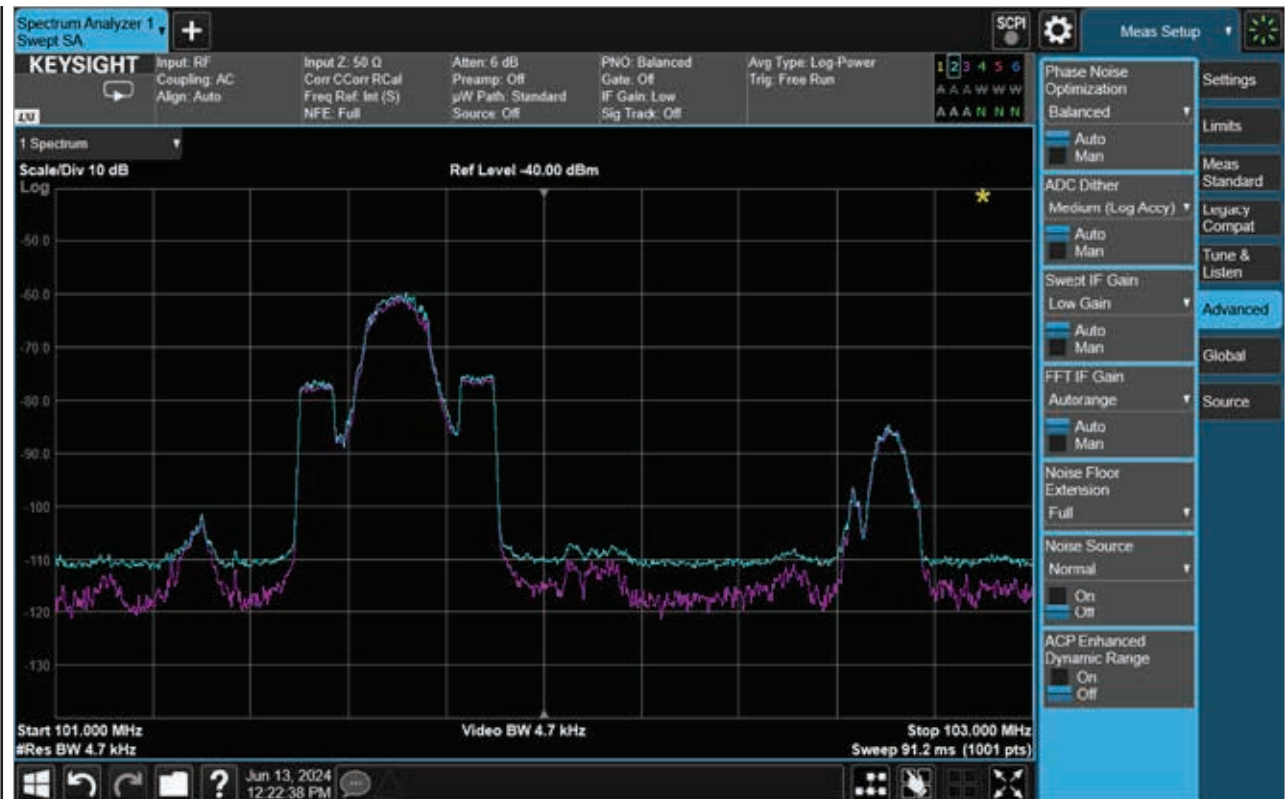 Spectrum Analyzer 1
Swept SA
SCPI
Meas Setup
KEYSIGHT
LXI
Input: RF
Coupling: AC
Align: Auto
Input Z: 50 Ω
Corr CCorr RCal
Freq Ref: Int (S)
NFE: Full
Atten: 6 dB
Preamp: Off
µW Path: Standard
Source: Off
PNO: Balanced
Gate: Off
IF Gain: Low
Sig Track: Off
Avg Type: Log-Power
Trig: Free Run
1 2 3 4 5 6
A A A W W W
A A A N N N
1 Spectrum
Scale/Div 10 dB
Ref Level -40.00 dBm
Log
-50.0
-60.0
-70.0
-80.0
-90.0
-100
-110
-120
-130
Start 101.000 MHz
Video BW 4.7 kHz
Stop 103.000 MHz
#Res BW 4.7 kHz
Sweep 91.2 ms (1001 pts)
Jun 13, 2024
12:22:38 PM
Phase Noise
Optimization
Balanced
Auto
Man
ADC Dither
Medium (Log Accy)
Auto
Man
Swept IF Gain
Low Gain
Auto
Man
FFT IF Gain
Autorange
Auto
Man
Noise Floor
Extension
Full
Noise Source
Normal
On
Off
ACP Enhanced
Dynamic Range
On
Off
Settings
Limits
Meas
Standard
Legacy
Compat
Tune &
Listen
Advanced
Global
Source